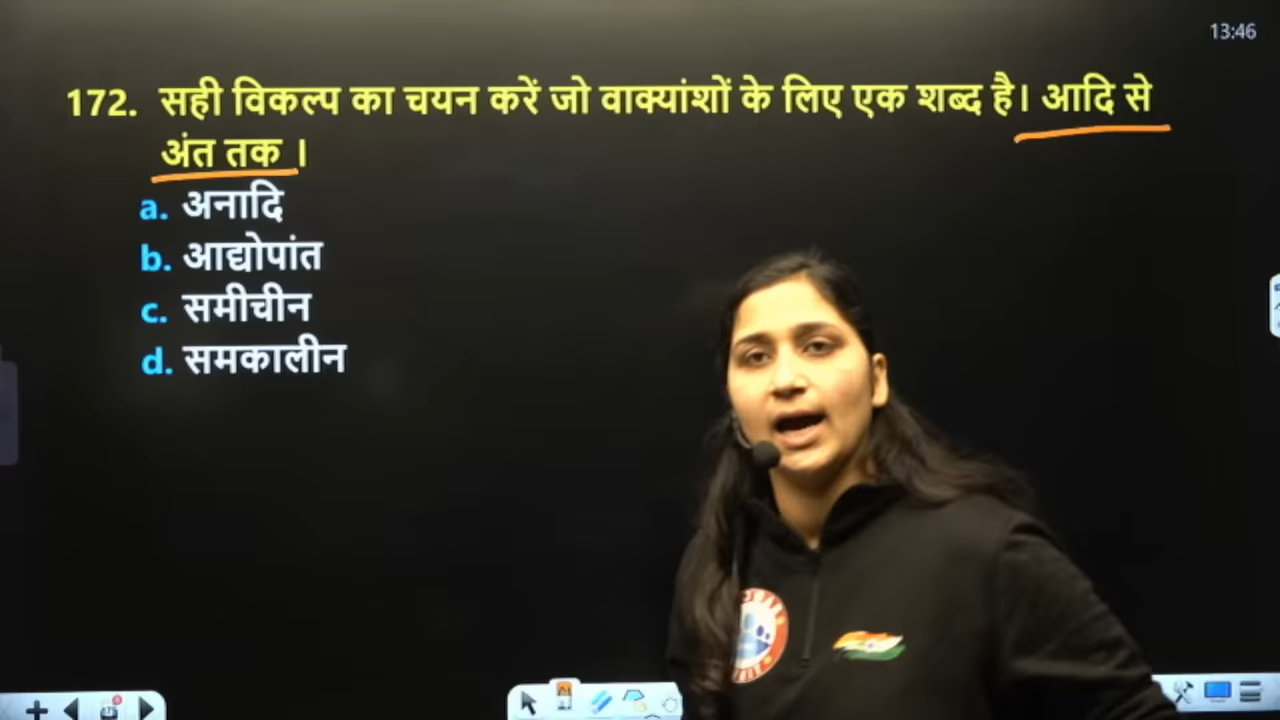 13:46
172. सही विकल्प का चयन करें जो वाक्यांशों के लिए एक शब्द है। आदि से
अंत तक ।
a. अनादि
b. आद्योपांत
c. समीचीन
d. समकालीन